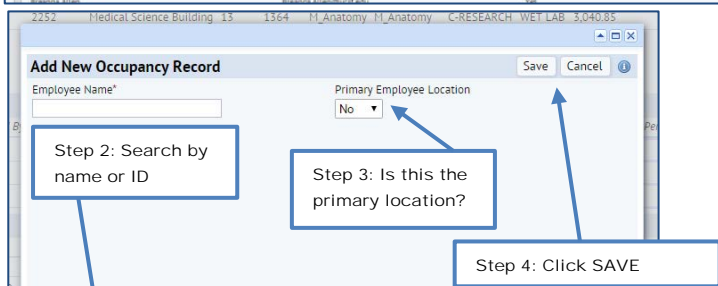 2252 Medical Science Building 13 1364 M_Anatomy M_Anatomy C-RESEARCH WET LAB 3,040.85
Add New Occupancy Record Save Cancel
Employee Name* Primary Employee Location
No
Step 2: Search by
name or ID
Step 3: Is this the
primary location?
Step 4: Click SAVE